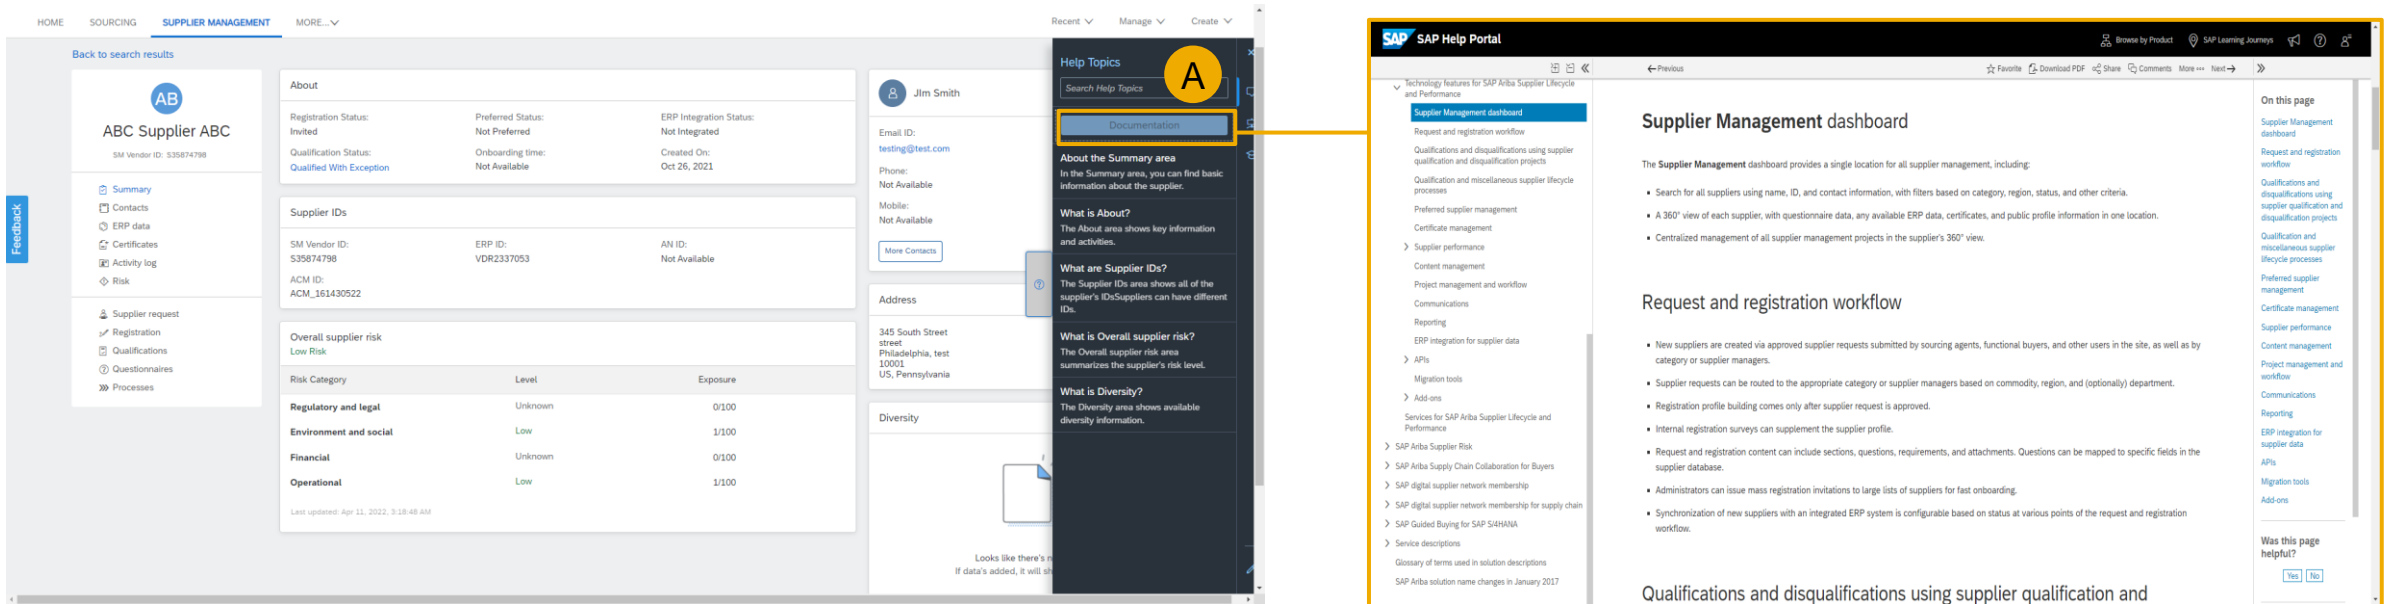 HOME SOURCING SUPPLIER MANAGEMENT MORE...
Recent Manage Create
Back to search results
Feedback
AB
ABC Supplier ABC
SM Vendor ID: S35874798
Summary
Contacts
ERP data
Certificates
Activity log
Risk
Supplier request
Registration
Qualifications
Questionnaires
Processes
About
Registration Status: Preferred Status: ERP Integration Status:
Invited Not Preferred Not Integrated
Qualification Status: Onboarding time: Created On:
Qualified With Exception Not Available Oct 26, 2021
Supplier IDs
SM Vendor ID: ERP ID: AN ID:
S35874798 VDR2337053 Not Available
ACM ID:
ACM_161430522
Overall supplier risk
Low Risk
Risk Category Level Exposure
Regulatory and legal Unknown 0/100
Environment and social Low 1/100
Financial Unknown 0/100
Operational Low 1/100
Last updated: Apr 11, 2022, 3:18:48 AM
JIm Smith
Email ID:
testing@test.com
Phone:
Not Available
Mobile:
Not Available
More Contacts
Address
345 South Street
street
Philadelphia, test
10001
US, Pennsylvania
Diversity
Looks like there's n
If data's added, it will sh
Help Topics
A
Search Help Topics
Documentation
About the Summary area
In the Summary area, you can find basic
information about the supplier.
What is About?
The About area shows key information
and activities.
What are Supplier IDs?
The Supplier IDs area shows all of the
supplier's IDsSuppliers can have different
IDs.
What is Overall supplier risk?
The Overall supplier risk area
summarizes the supplier's risk level.
What is Diversity?
The Diversity area shows available
diversity information.
SAP SAP Help Portal
Browse by Product SAP Learning Journeys
Previous
Favorite Download PDF Share Comments More Next
Technology features for SAP Ariba Supplier Lifecycle
and Performance
Supplier Management dashboard
Request and registration workflow
Qualifications and disqualifications using supplier
qualification and disqualification projects
Qualification and miscellaneous supplier lifecycle
processes
Preferred supplier management
Certificate management
Supplier performance
Content management
Project management and workflow
Communications
Reporting
ERP integration for supplier data
APIs
Migration tools
Add-ons
Services for SAP Ariba Supplier Lifecycle and
Performance
SAP Ariba Supplier Risk
SAP Ariba Supply Chain Collaboration for Buyers
SAP digital supplier network membership
SAP digital supplier network membership for supply chain
SAP Guided Buying for SAP S/4HANA
Service descriptions
Glossary of terms used in solution descriptions
SAP Ariba solution name changes in January 2017
Supplier Management dashboard
The Supplier Management dashboard provides a single location for all supplier management, including:
▪ Search for all suppliers using name, ID, and contact information, with filters based on category, region, status, and other criteria.
▪ A 360° view of each supplier, with questionnaire data, any available ERP data, certificates, and public profile information in one location.
▪ Centralized management of all supplier management projects in the supplier's 360° view.
Request and registration workflow
▪ New suppliers are created via approved supplier requests submitted by sourcing agents, functional buyers, and other users in the site, as well as by
category or supplier managers.
▪ Supplier requests can be routed to the appropriate category or supplier managers based on commodity, region, and (optionally) department.
▪ Registration profile building comes only after supplier request is approved.
▪ Internal registration surveys can supplement the supplier profile.
▪ Request and registration content can include sections, questions, requirements, and attachments. Questions can be mapped to specific fields in the
supplier database.
▪ Administrators can issue mass registration invitations to large lists of suppliers for fast onboarding.
▪ Synchronization of new suppliers with an integrated ERP system is configurable based on status at various points of the request and registration
workflow.
Qualifications and disqualifications using supplier qualification and
On this page
Supplier Management
dashboard
Request and registration
workflow
Qualifications and
disqualifications using
supplier qualification and
disqualification projects
Qualification and
miscellaneous supplier
lifecycle processes
Preferred supplier
management
Certificate management
Supplier performance
Content management
Project management and
workflow
Communications
Reporting
ERP integration for
supplier data
APIs
Migration tools
Add-ons
Was this page
helpful?
Yes No